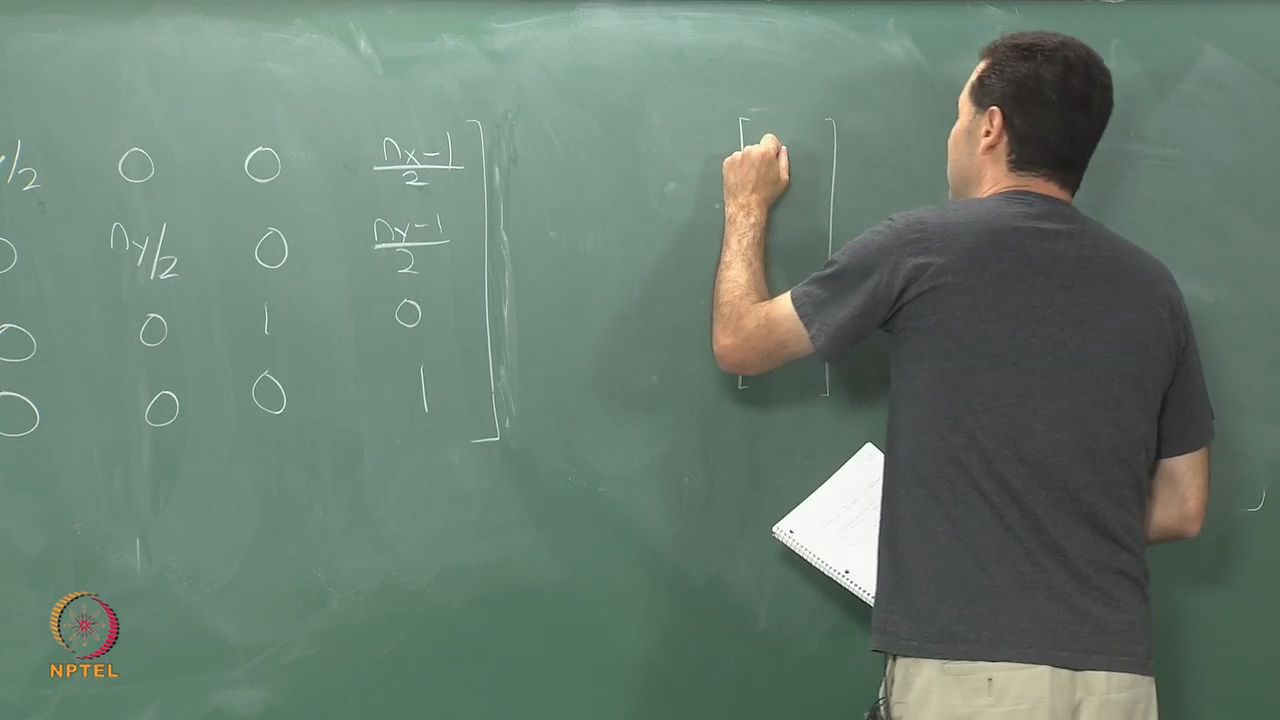 /2 0 0 nx-1/2
0 ny/2 0 ny-1/2
0 0 1 0
0 0 0 1
NPTEL